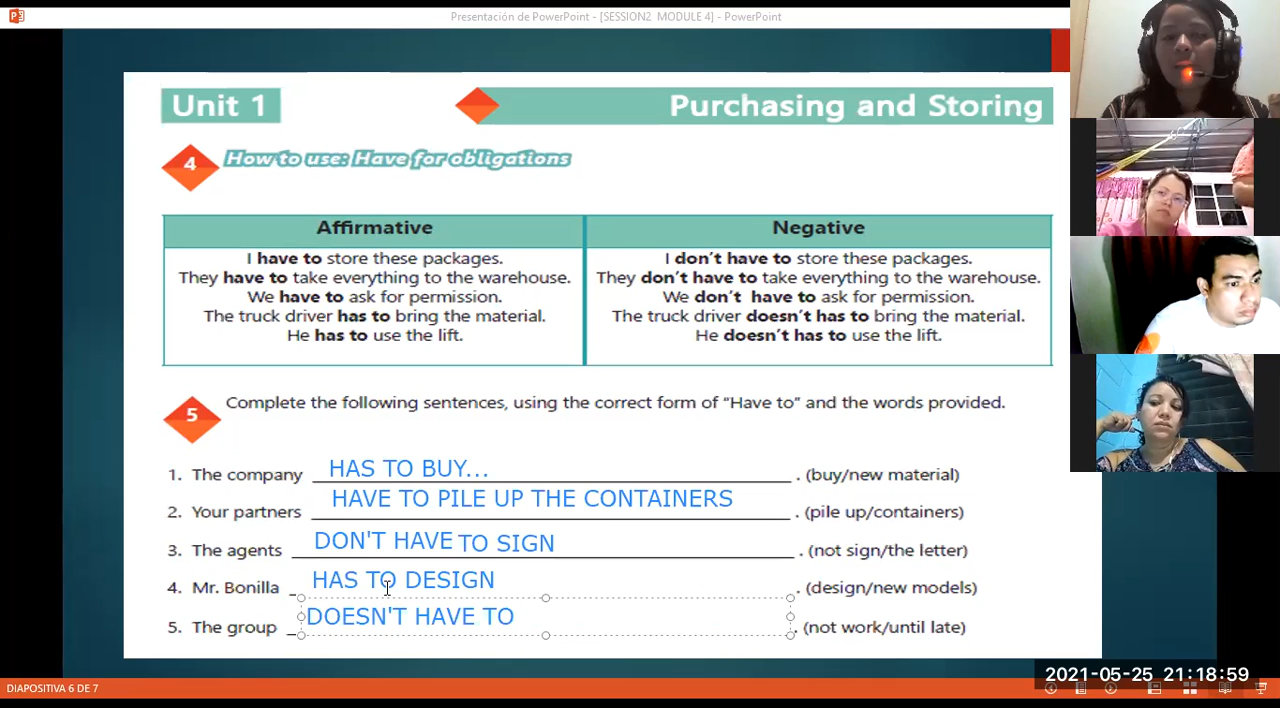 Presentación de PowerPoint - [SESSION2 MODULE 4] - PowerPoint
Unit 1
Purchasing and Storing
4
How to use: Have for obligations
Affirmative
Negative
I have to store these packages.
They have to take everything to the warehouse.
We have to ask for permission.
The truck driver has to bring the material.
He has to use the lift.
I don't have to store these packages.
They don't have to take everything to the warehouse.
We don't have to ask for permission.
The truck driver doesn't has to bring the material.
He doesn't has to use the lift.
5
Complete the following sentences, using the correct form of “Have to” and the words provided.
1. The company HAS TO BUY... . (buy/new material)
2. Your partners HAVE TO PILE UP THE CONTAINERS . (pile up/containers)
3. The agents DON'T HAVE TO SIGN . (not sign/the letter)
4. Mr. Bonilla HAS TO DESIGN . (design/new models)
5. The group DOESN'T HAVE TO . (not work/until late)
2021-05-25 21:18:59
DIAPOSITIVA 6 DE 7